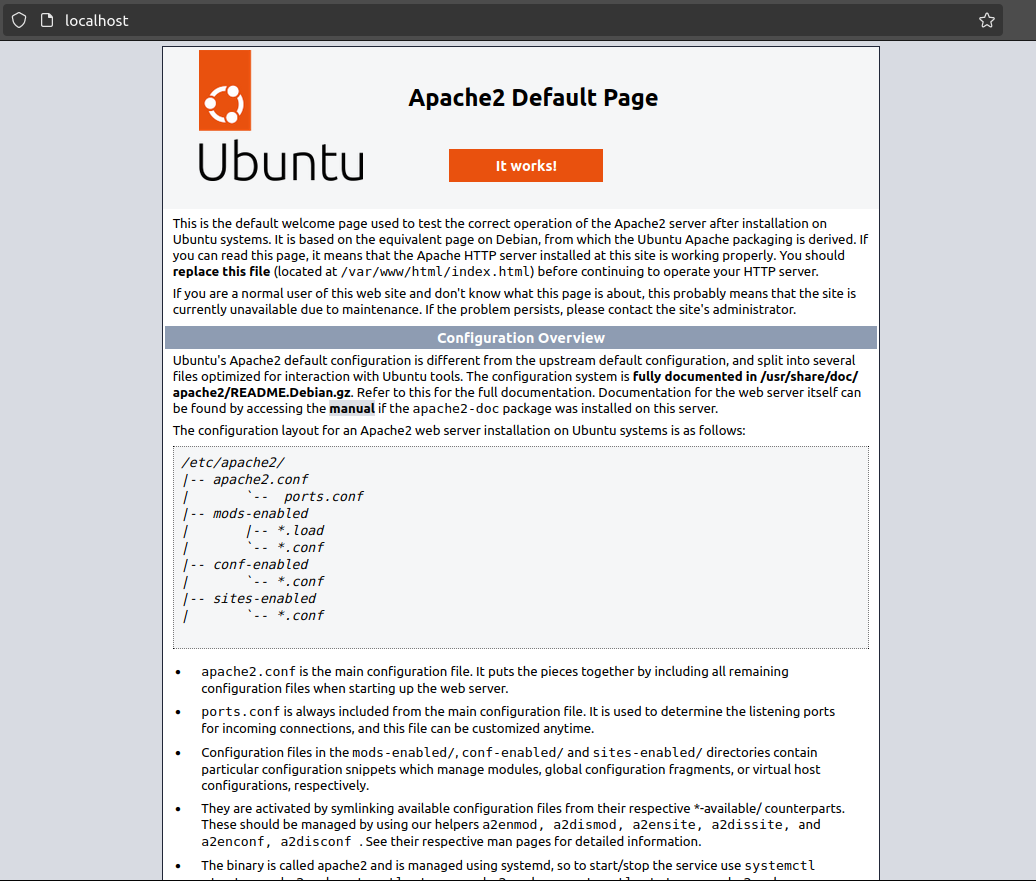 localhost
Apache2 Default Page
Ubuntu
It works!
This is the default welcome page used to test the correct operation of the Apache2 server after installation on
Ubuntu systems. It is based on the equivalent page on Debian, from which the Ubuntu Apache packaging is derived. If
you can read this page, it means that the Apache HTTP server installed at this site is working properly. You should
replace this file (located at /var/www/html/index.html) before continuing to operate your HTTP server.
If you are a normal user of this web site and don't know what this page is about, this probably means that the site is
currently unavailable due to maintenance. If the problem persists, please contact the site's administrator.
Configuration Overview
Ubuntu's Apache2 default configuration is different from the upstream default configuration, and split into several
files optimized for interaction with Ubuntu tools. The configuration system is fully documented in /usr/share/doc/
apache2/README.Debian.gz. Refer to this for the full documentation. Documentation for the web server itself can
be found by accessing the manual if the apache2-doc package was installed on this server.
The configuration layout for an Apache2 web server installation on Ubuntu systems is as follows:
/etc/apache2/
|-- apache2.conf
|       `--  ports.conf
|-- mods-enabled
|       |-- *.load
|       `-- *.conf
|-- conf-enabled
|       `-- *.conf
|-- sites-enabled
|       `-- *.conf
• apache2.conf is the main configuration file. It puts the pieces together by including all remaining
configuration files when starting up the web server.
• ports.conf is always included from the main configuration file. It is used to determine the listening ports
for incoming connections, and this file can be customized anytime.
• Configuration files in the mods-enabled/, conf-enabled/ and sites-enabled/ directories contain
particular configuration snippets which manage modules, global configuration fragments, or virtual host
configurations, respectively.
• They are activated by symlinking available configuration files from their respective *-available/ counterparts.
These should be managed by using our helpers a2enmod, a2dismod, a2ensite, a2dissite, and
a2enconf, a2disconf . See their respective man pages for detailed information.
• The binary is called apache2 and is managed using systemd, so to start/stop the service use systemctl